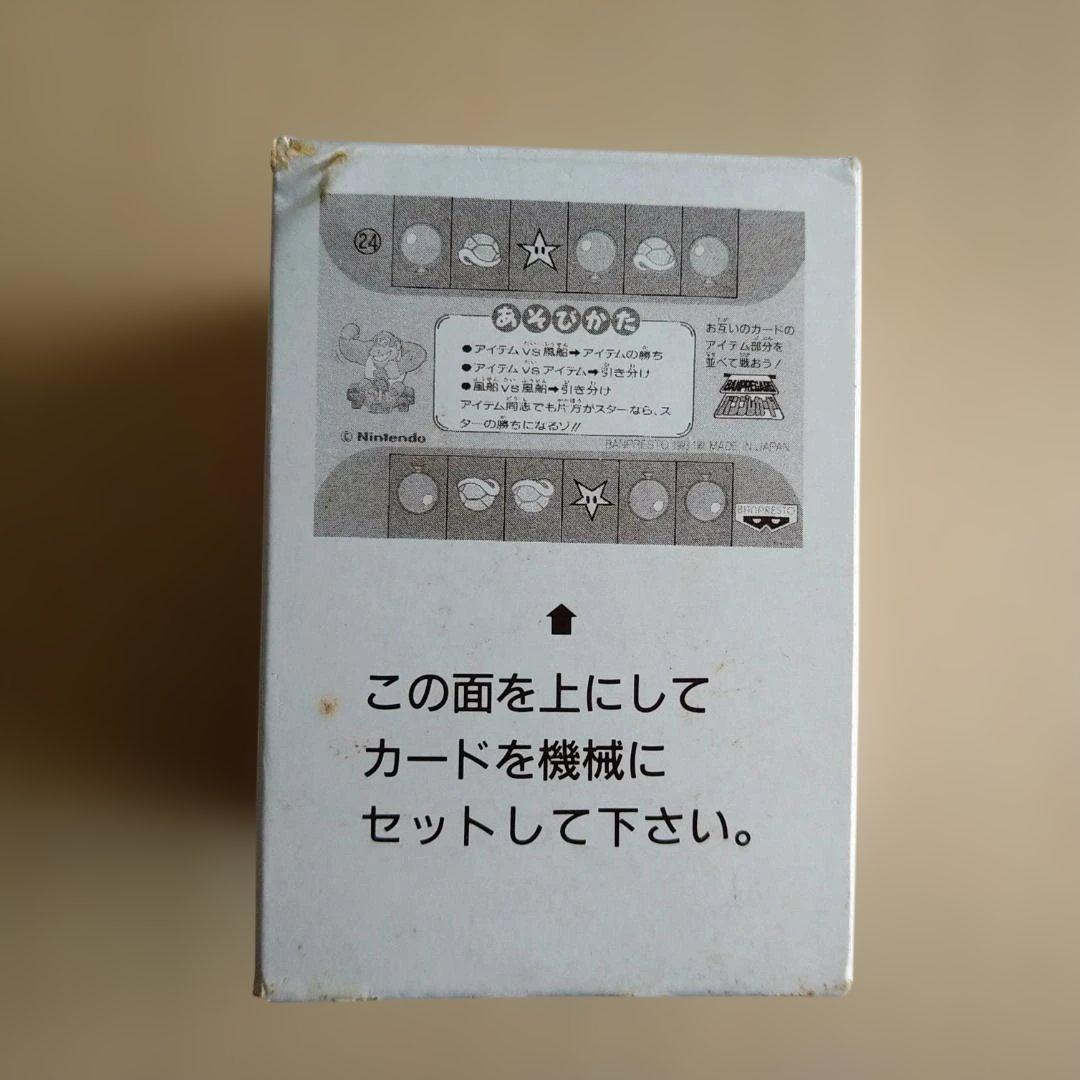 24
あそびかた
●アイテムVS風船➡アイテムの勝ち
●アイテムVSアイテム➡引き分け
●風船VS風船➡引き分け
アイテム同志でも片方がスターなら、ス
ターの勝ちになるゾ!!
お互いのカードの
アイテム部分を
並べて戦おう!
BANPRESTO
© Nintendo
BANPRESTO 1993 MADE IN JAPAN
BANPRESTO
この面を上にして
カードを機械に
セットして下さい。